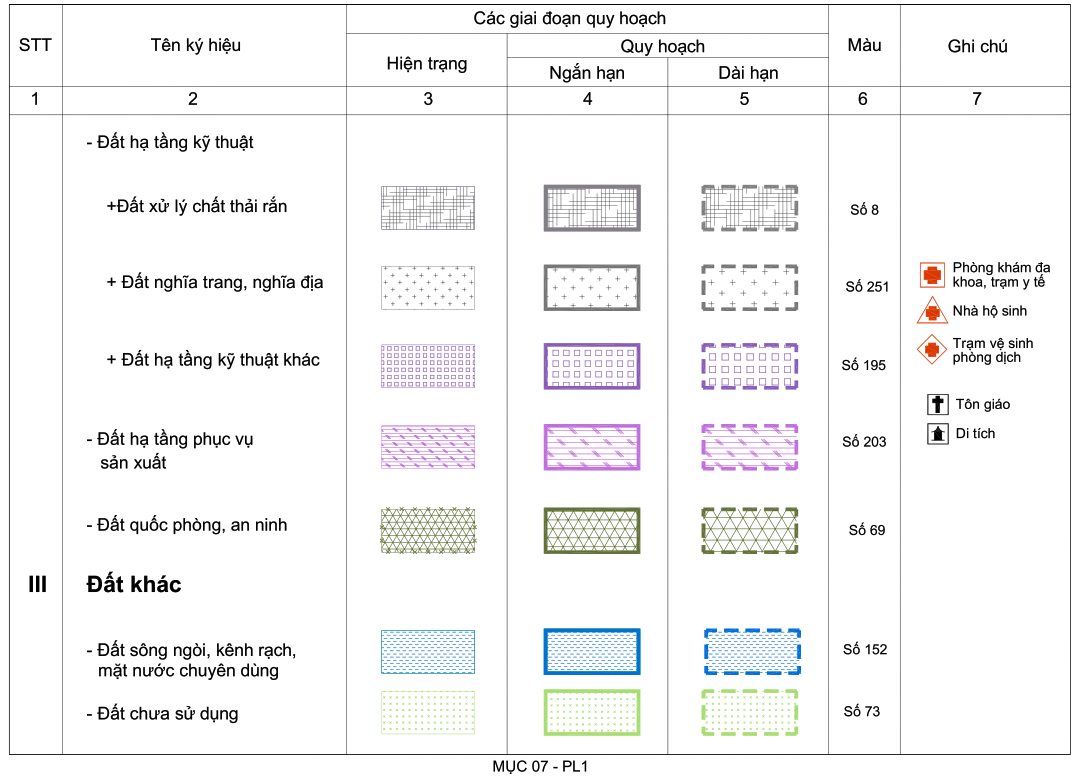 STT
Tên ký hiệu
Các giai đoạn quy hoạch
Hiện trạng
Quy hoạch
Ngắn hạn
Dài hạn
Màu
Ghi chú
1
2
3
4
5
6
7
- Đất hạ tầng kỹ thuật
+Đất xử lý chất thải rắn
Số 8
+ Đất nghĩa trang, nghĩa địa
Số 251
+ Đất hạ tầng kỹ thuật khác
Số 195
- Đất hạ tầng phục vụ
sản xuất
Số 203
- Đất quốc phòng, an ninh
Số 69
Phòng khám đa
khoa, trạm y tế
Nhà hộ sinh
Trạm vệ sinh
phòng dịch
Tôn giáo
Di tích
III
Đất khác
- Đất sông ngòi, kênh rạch,
mặt nước chuyên dùng
Số 152
- Đất chưa sử dụng
Số 73
MỤC 07 - PL1